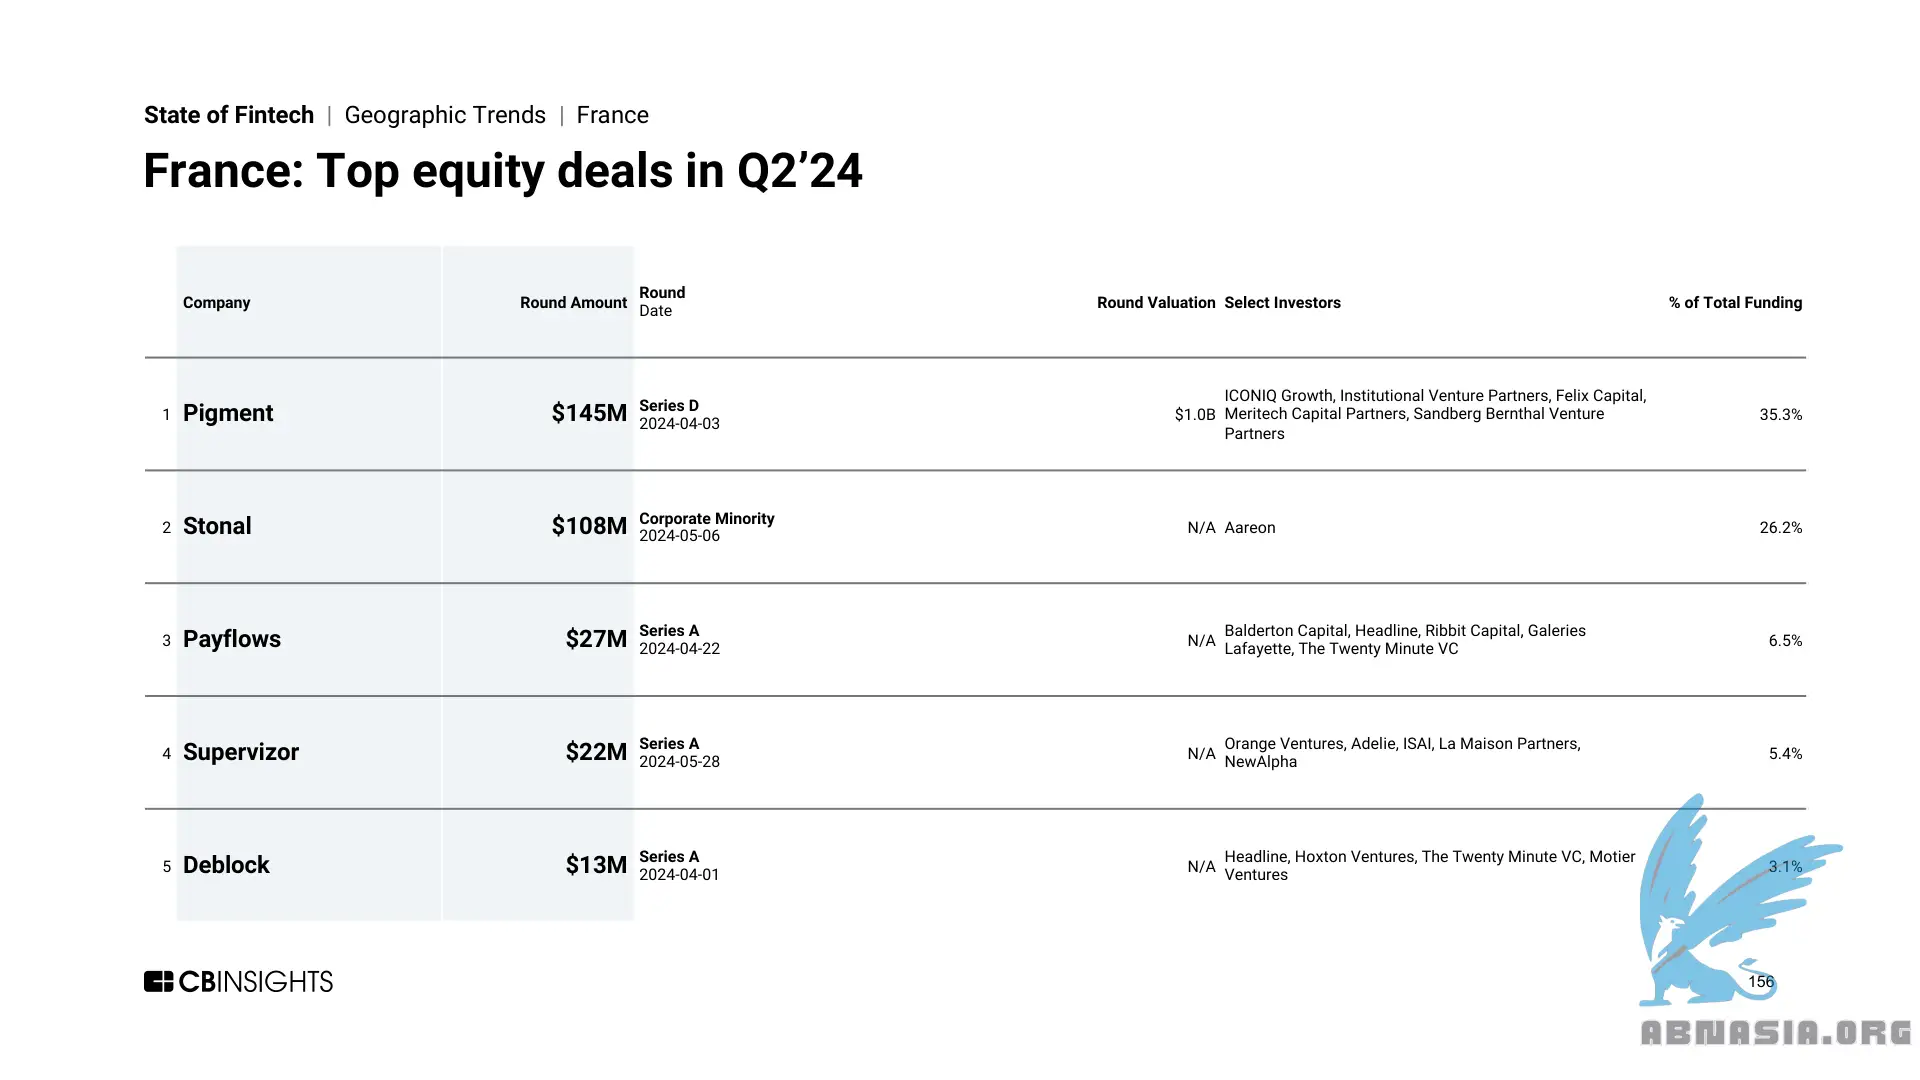 State of Fintech | Geographic Trends | France
France: Top equity deals in Q2’24
Company
Round Amount
Round
Date
Round Valuation
Select Investors
% of Total Funding
1
Pigment
$145M
Series D
2024-04-03
$1.0B
ICONIQ Growth, Institutional Venture Partners, Felix Capital,
Meritech Capital Partners, Sandberg Bernthal Venture
Partners
35.3%
2
Stonal
$108M
Corporate Minority
2024-05-06
N/A
Aareon
26.2%
3
Payflows
$27M
Series A
2024-04-22
N/A
Balderton Capital, Headline, Ribbit Capital, Galeries
Lafayette, The Twenty Minute VC
6.5%
4
Supervizor
$22M
Series A
2024-05-28
N/A
Orange Ventures, Adelie, ISAI, La Maison Partners,
NewAlpha
5.4%
5
Deblock
$13M
Series A
2024-04-01
N/A
Headline, Hoxton Ventures, The Twenty Minute VC, Motier
Ventures
3.1%
CBINSIGHTS
156
ABNASIA.ORG